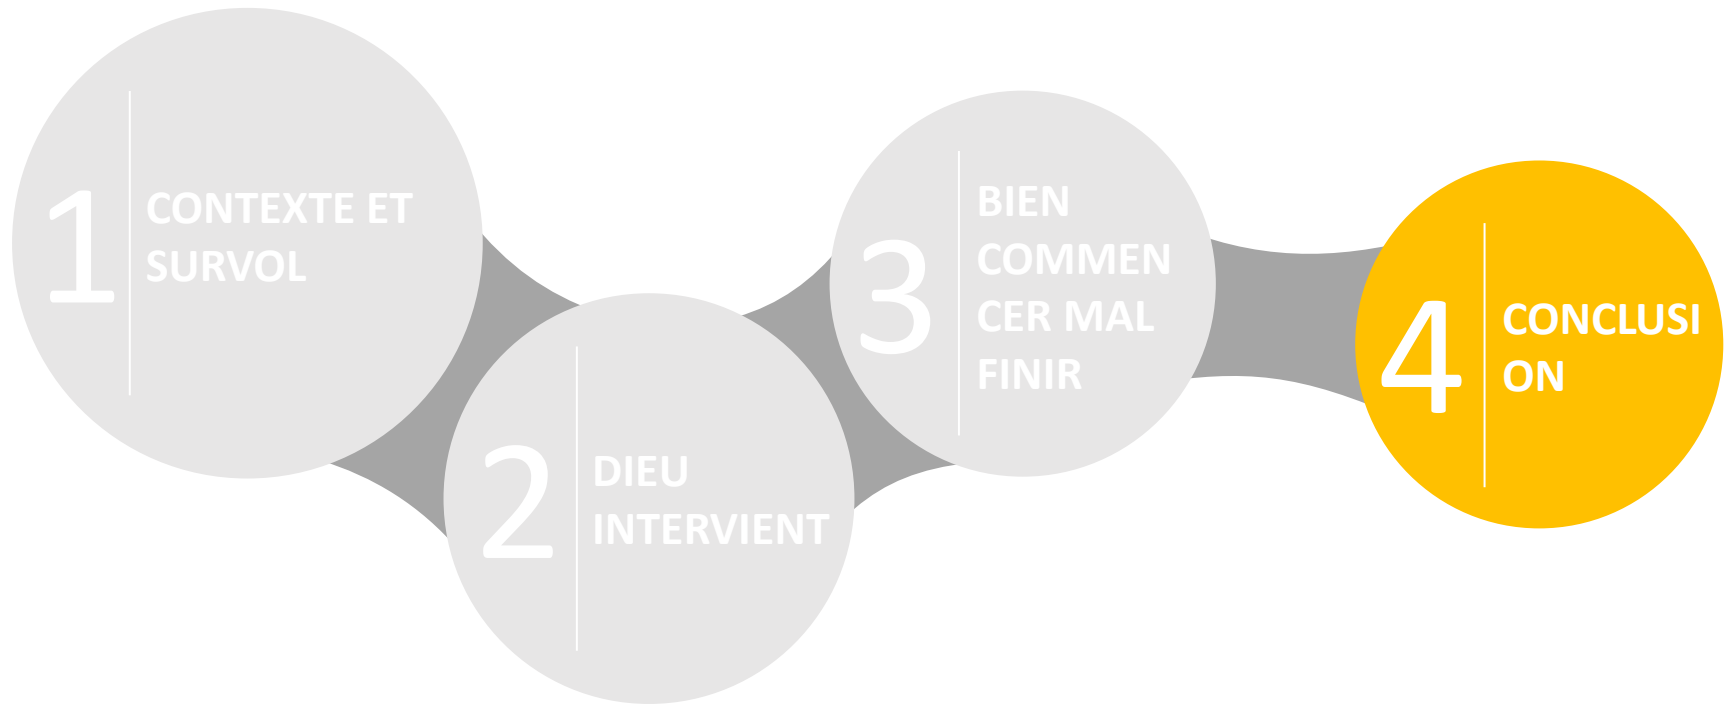 1
CONTEXTE ET
SURVOL
2
DIEU
INTERVIENT
3
BIEN
COMMEN
CER MAL
FINIR
4
CONCLUSI
ON